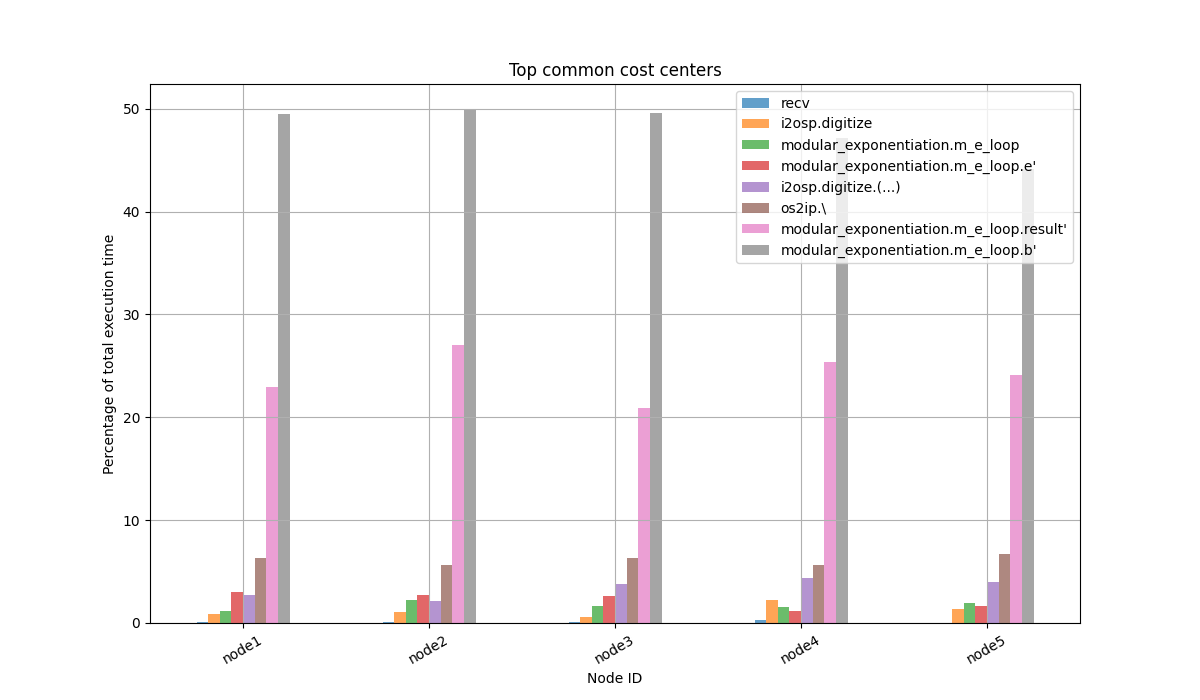 Top common cost centers
50
40
30
20
10
0
Percentage of total execution time
recv
i2osp.digitize
modular_exponentiation.m_e_loop
modular_exponentiation.m_e_loop.e'
i2osp.digitize.(...)
os2ip.\
modular_exponentiation.m_e_loop.result'
modular_exponentiation.m_e_loop.b'
node1
node2
node3
node4
node5
Node ID